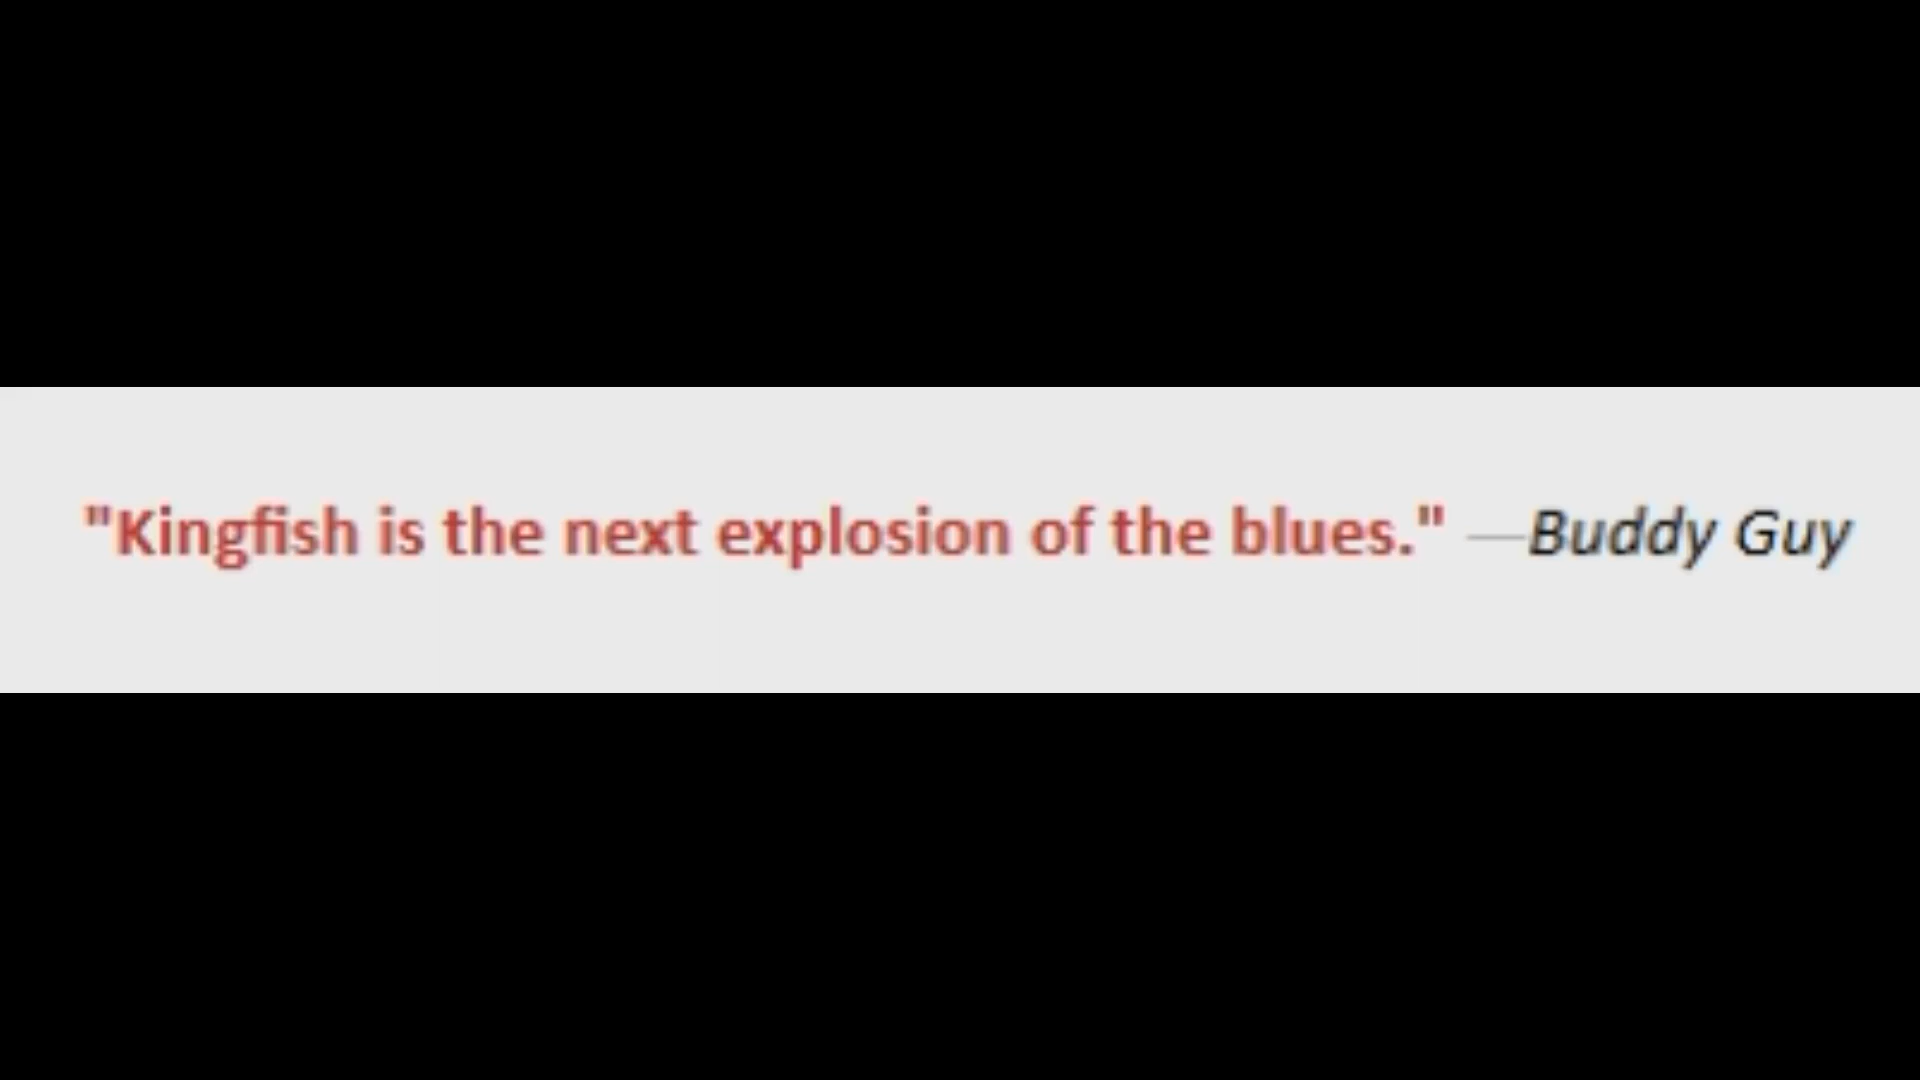 "Kingfish is the next explosion of the blues." —Buddy Guy